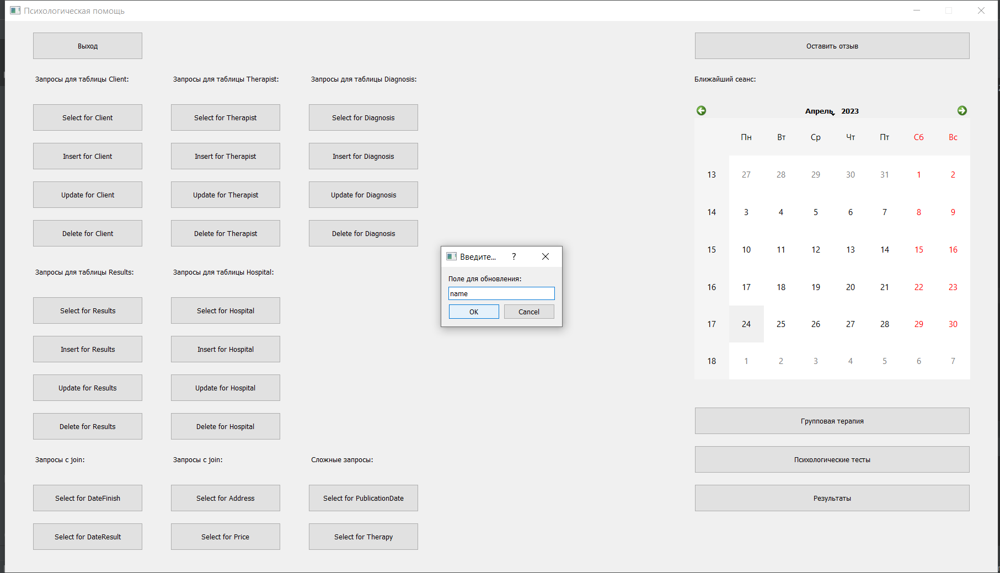 Психологическая помощь
Выход
Оставить отзыв
Запросы для таблицы Client:
Запросы для таблицы Therapist:
Запросы для таблицы Diagnosis:
Ближайший сеанс:
Select for Client
Select for Therapist
Select for Diagnosis
Insert for Client
Insert for Therapist
Insert for Diagnosis
Update for Client
Update for Therapist
Update for Diagnosis
Delete for Client
Delete for Therapist
Delete for Diagnosis
Апрель 2023
Пн Вт Ср Чт Пт Сб Вс
13 27 28 29 30 31 1 2
14 3 4 5 6 7 8 9
15 10 11 12 13 14 15 16
16 17 18 19 20 21 22 23
17 24 25 26 27 28 29 30
18 1 2 3 4 5 6 7
Введите... ?
Поле для обновления:
name
OK Cancel
Запросы для таблицы Results:
Запросы для таблицы Hospital:
Select for Results
Select for Hospital
Insert for Results
Insert for Hospital
Update for Results
Update for Hospital
Delete for Results
Delete for Hospital
Групповая терапия
Психологические тесты
Результаты
Запросы с join:
Запросы с join:
Сложные запросы:
Select for DateFinish
Select for Address
Select for PublicationDate
Select for DateResult
Select for Price
Select for Therapy